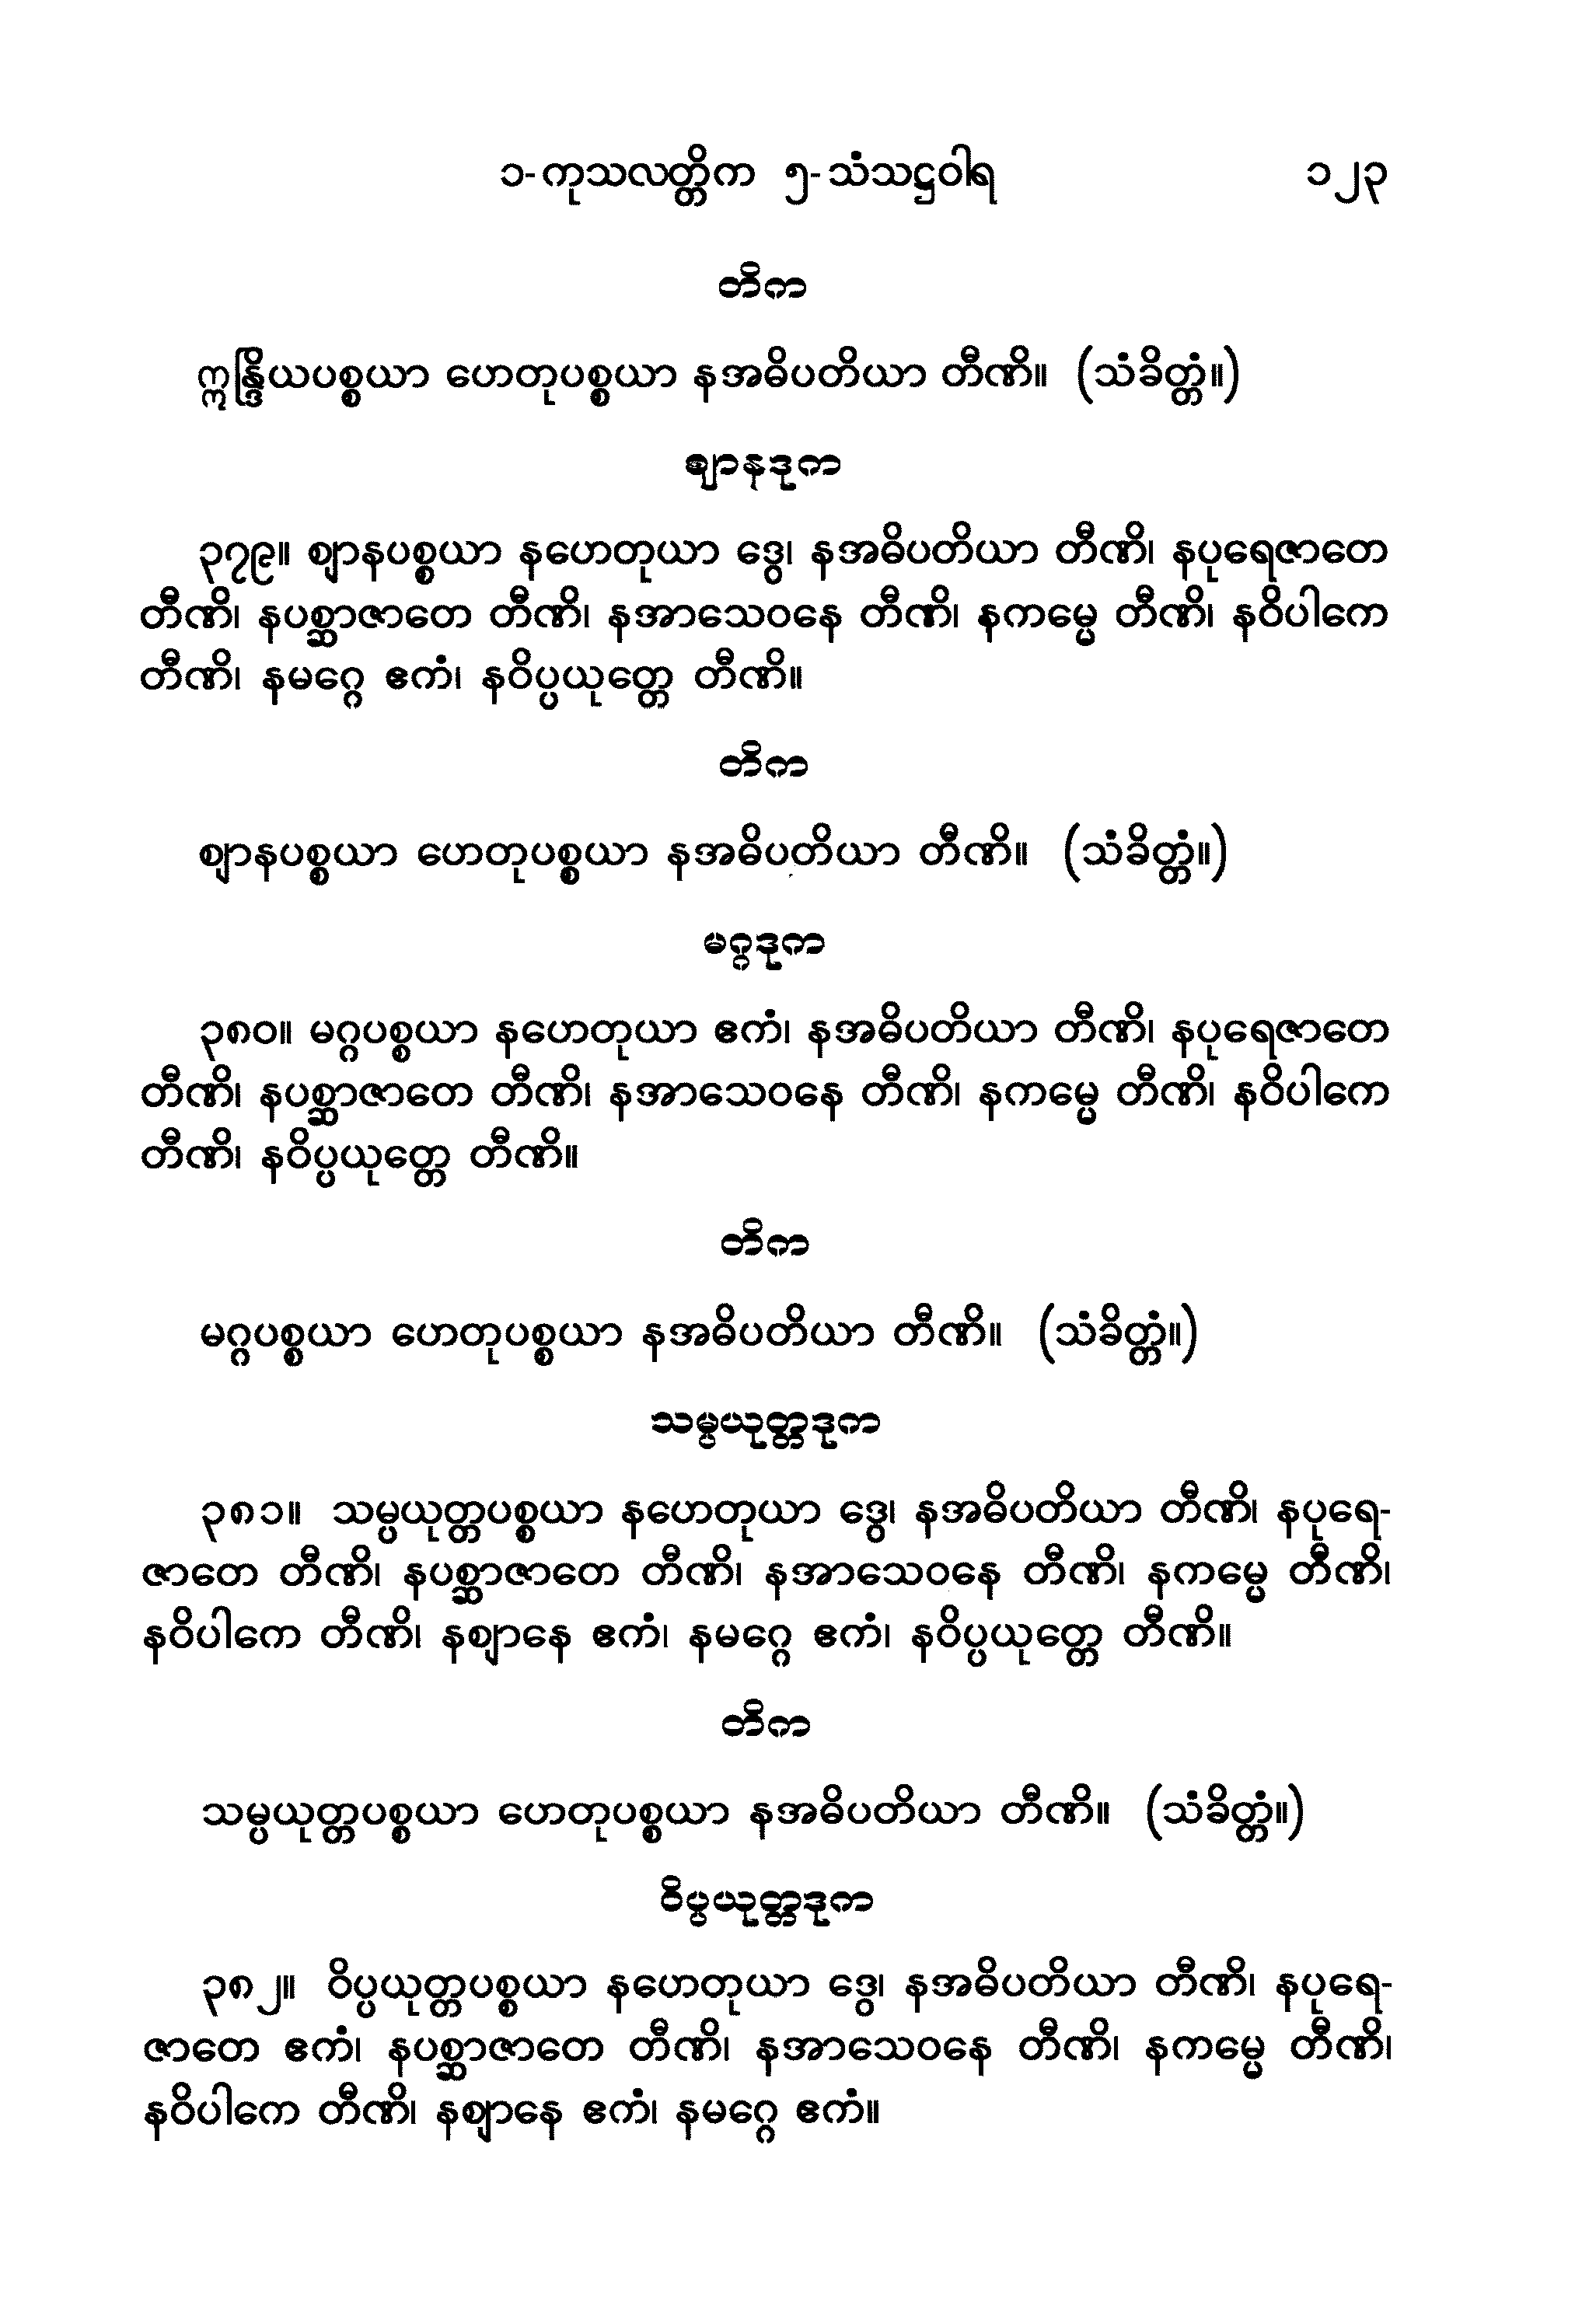 ၁-ကုသလတ္တိက ၅-သံသဋ္ဌဝါရ ၁၂၃
တိက
ဣန္ဒြိယပစ္စယာ ဟေတုပစ္စယာ နအဓိပတိယာ တီဏိ။ (သံခိတ္တံ။)
ဈာနဒုက
၃၇၉။ ဈာနပစ္စယာ နဟေတုယာ ဒွေ၊ နအဓိပတိယာ တီဏိ၊ နပုရေဇာတေ
တီဏိ၊ နပစ္ဆာဇာတေ တီဏိ၊ နအာသေဝနေ တီဏိ၊ နကမ္မေ တီဏိ၊ နဝိပါကေ
တီဏိ၊ နမဂ္ဂေ ဧကံ၊ နဝိပ္ပယုတ္တေ တီဏိ။
တိက
ဈာနပစ္စယာ ဟေတုပစ္စယာ နအဓိပတိယာ တီဏိ။ (သံခိတ္တံ။)
မဂ္ဂဒုက
၃၈၀။ မဂ္ဂပစ္စယာ နဟေတုယာ ဧကံ၊ နအဓိပတိယာ တီဏိ၊ နပုရေဇာတေ
တီဏိ၊ နပစ္ဆာဇာတေ တီဏိ၊ နအာသေဝနေ တီဏိ၊ နကမ္မေ တီဏိ၊ နဝိပါကေ
တီဏိ၊ နဝိပ္ပယုတ္တေ တီဏိ။
တိက
မဂ္ဂပစ္စယာ ဟေတုပစ္စယာ နအဓိပတိယာ တီဏိ။ (သံခိတ္တံ။)
သမ္ပယုတ္တဒုက
၃၈၁။ သမ္ပယုတ္တပစ္စယာ နဟေတုယာ ဒွေ၊ နအဓိပတိယာ တီဏိ၊ နပုရေ-
ဇာတေ တီဏိ၊ နပစ္ဆာဇာတေ တီဏိ၊ နအာသေဝနေ တီဏိ၊ နကမ္မေ တီဏိ၊
နဝိပါကေ တီဏိ၊ နဈာနေ ဧကံ၊ နမဂ္ဂေ ဧကံ၊ နဝိပ္ပယုတ္တေ တီဏိ။
တိက
သမ္ပယုတ္တပစ္စယာ ဟေတုပစ္စယာ နအဓိပတိယာ တီဏိ။ (သံခိတ္တံ။)
ဝိပ္ပယုတ္တဒုက
၃၈၂။ ဝိပ္ပယုတ္တပစ္စယာ နဟေတုယာ ဒွေ၊ နအဓိပတိယာ တီဏိ၊ နပုရေ-
ဇာတေ ဧကံ၊ နပစ္ဆာဇာတေ တီဏိ၊ နအာသေဝနေ တီဏိ၊ နကမ္မေ တီဏိ၊
နဝိပါကေ တီဏိ၊ နဈာနေ ဧကံ၊ နမဂ္ဂေ ဧကံ။